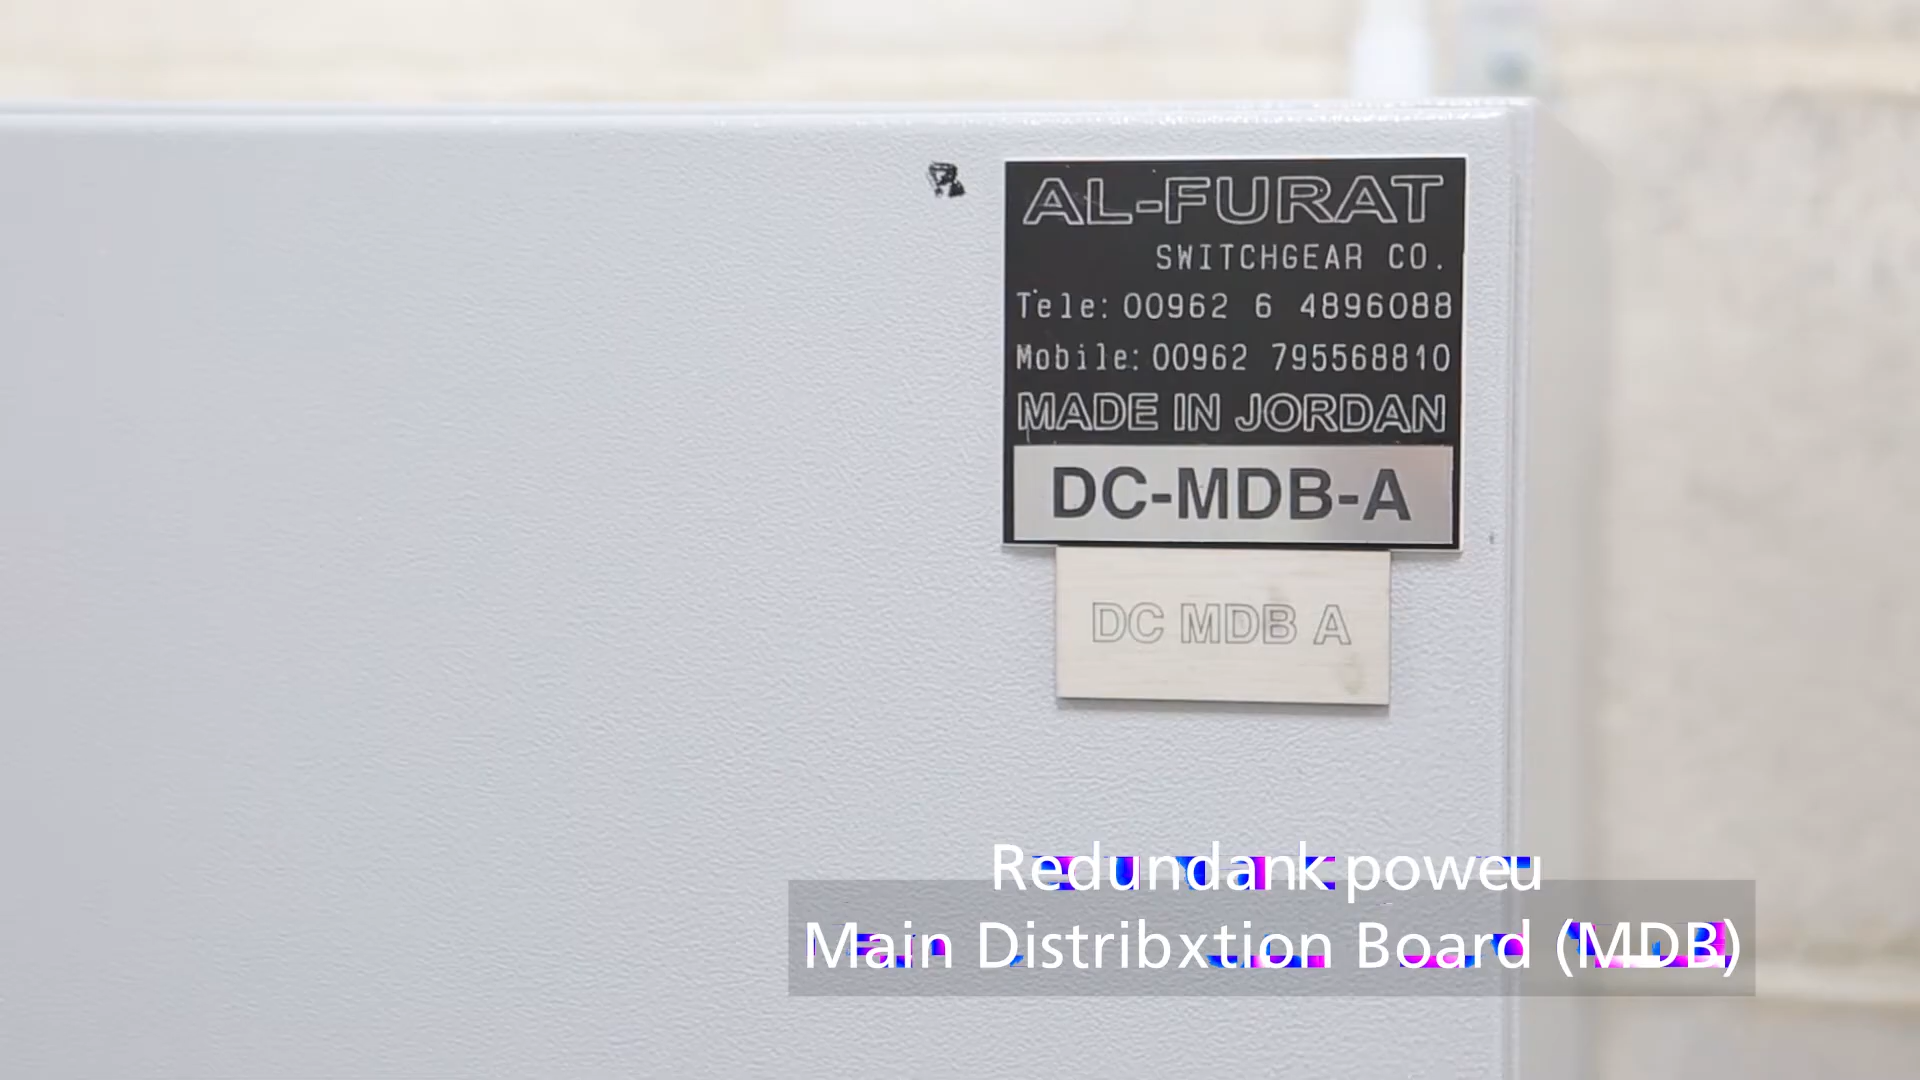 AL-FURAT
SWITCHGEAR CO.
Tele: 00962 6 4896088
Mobile: 00962 795568810
MADE IN JORDAN
DC-MDB-A
DC MDB A
Redundank poweu
Main Distribxtion Board (MDB)